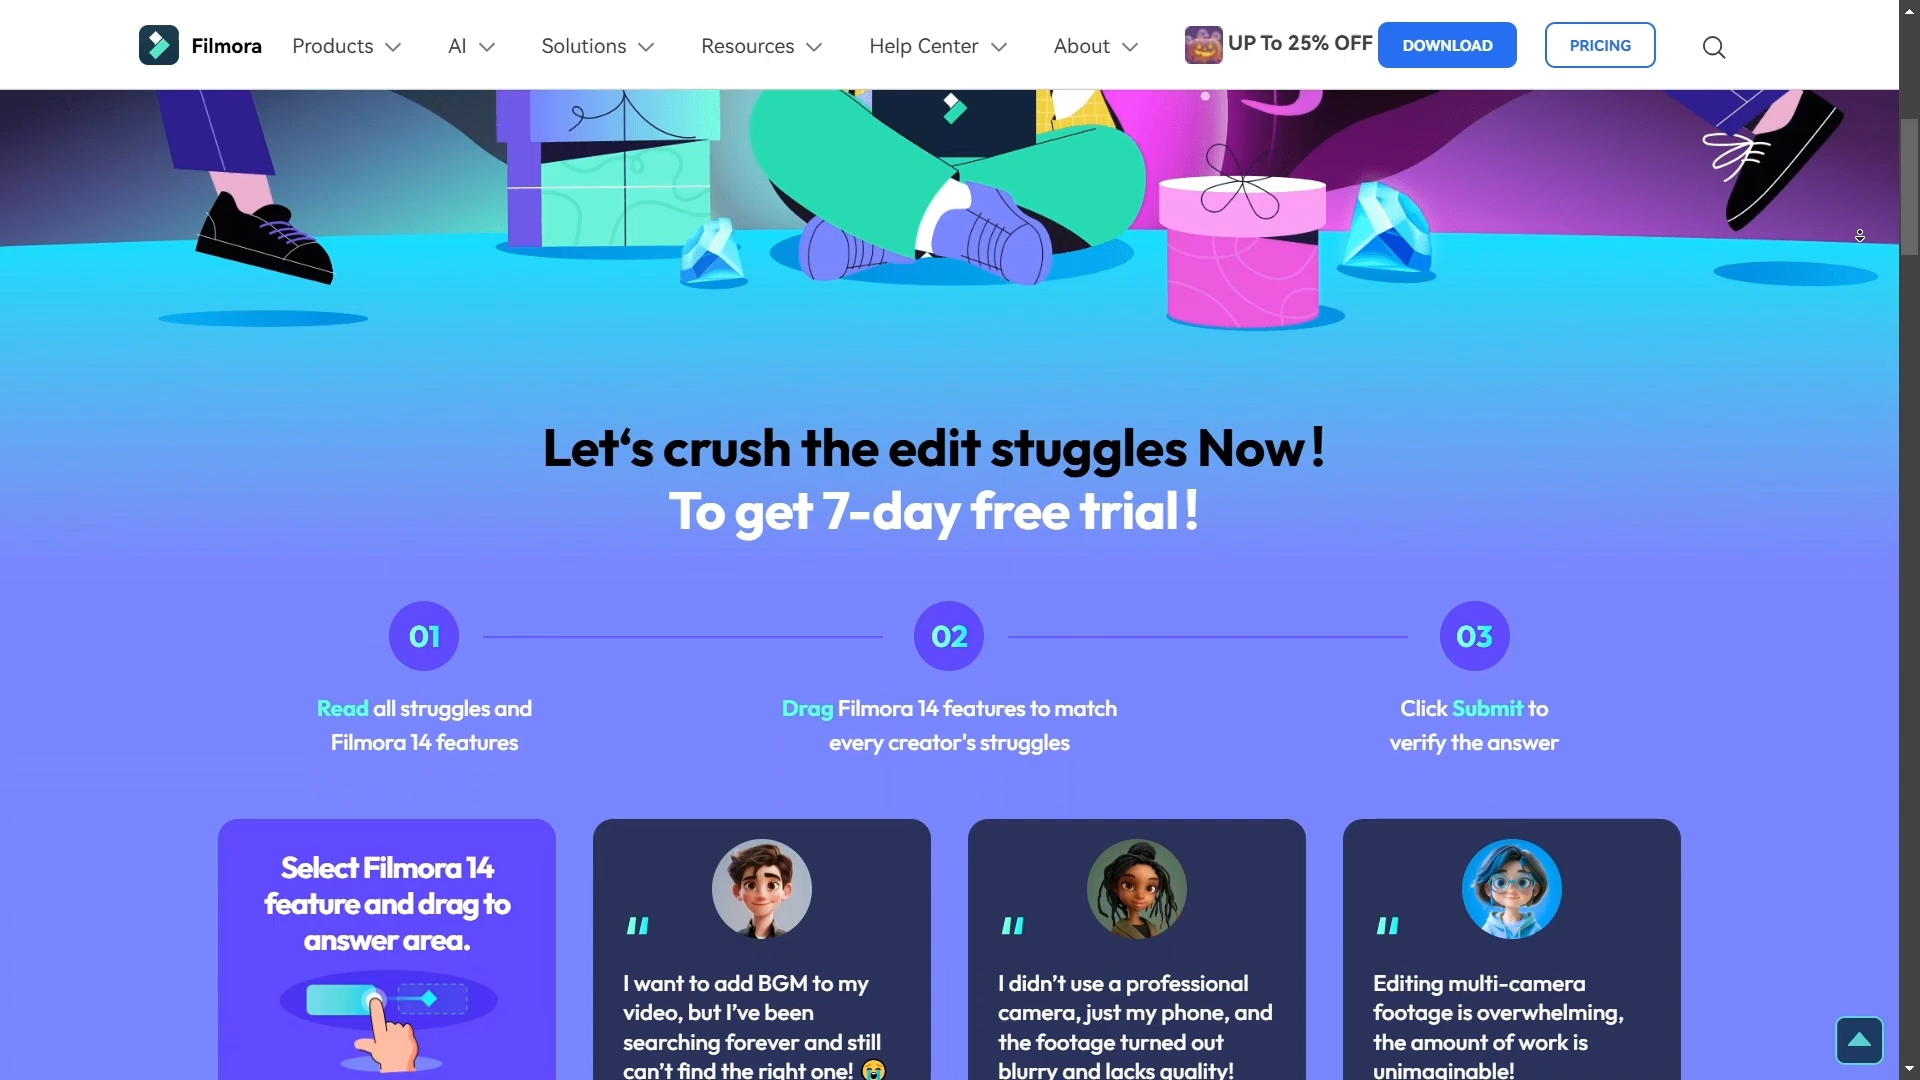 Filmora Products AI Solutions Resources Help Center About UP To 25% OFF DOWNLOAD PRICING
Let‘s crush the edit stuggles Now!
To get 7-day free trial!
01
02
03
Read all struggles and
Filmora 14 features
Drag Filmora 14 features to match
every creator's struggles
Click Submit to
verify the answer
Select Filmora 14
feature and drag to
answer area.
"
I want to add BGM to my
video, but I’ve been
searching forever and still
can’t find the right one! 😭
"
I didn’t use a professional
camera, just my phone, and
the footage turned out
blurry and lacks quality!
"
Editing multi-camera
footage is overwhelming,
the amount of work is
unimaginable!